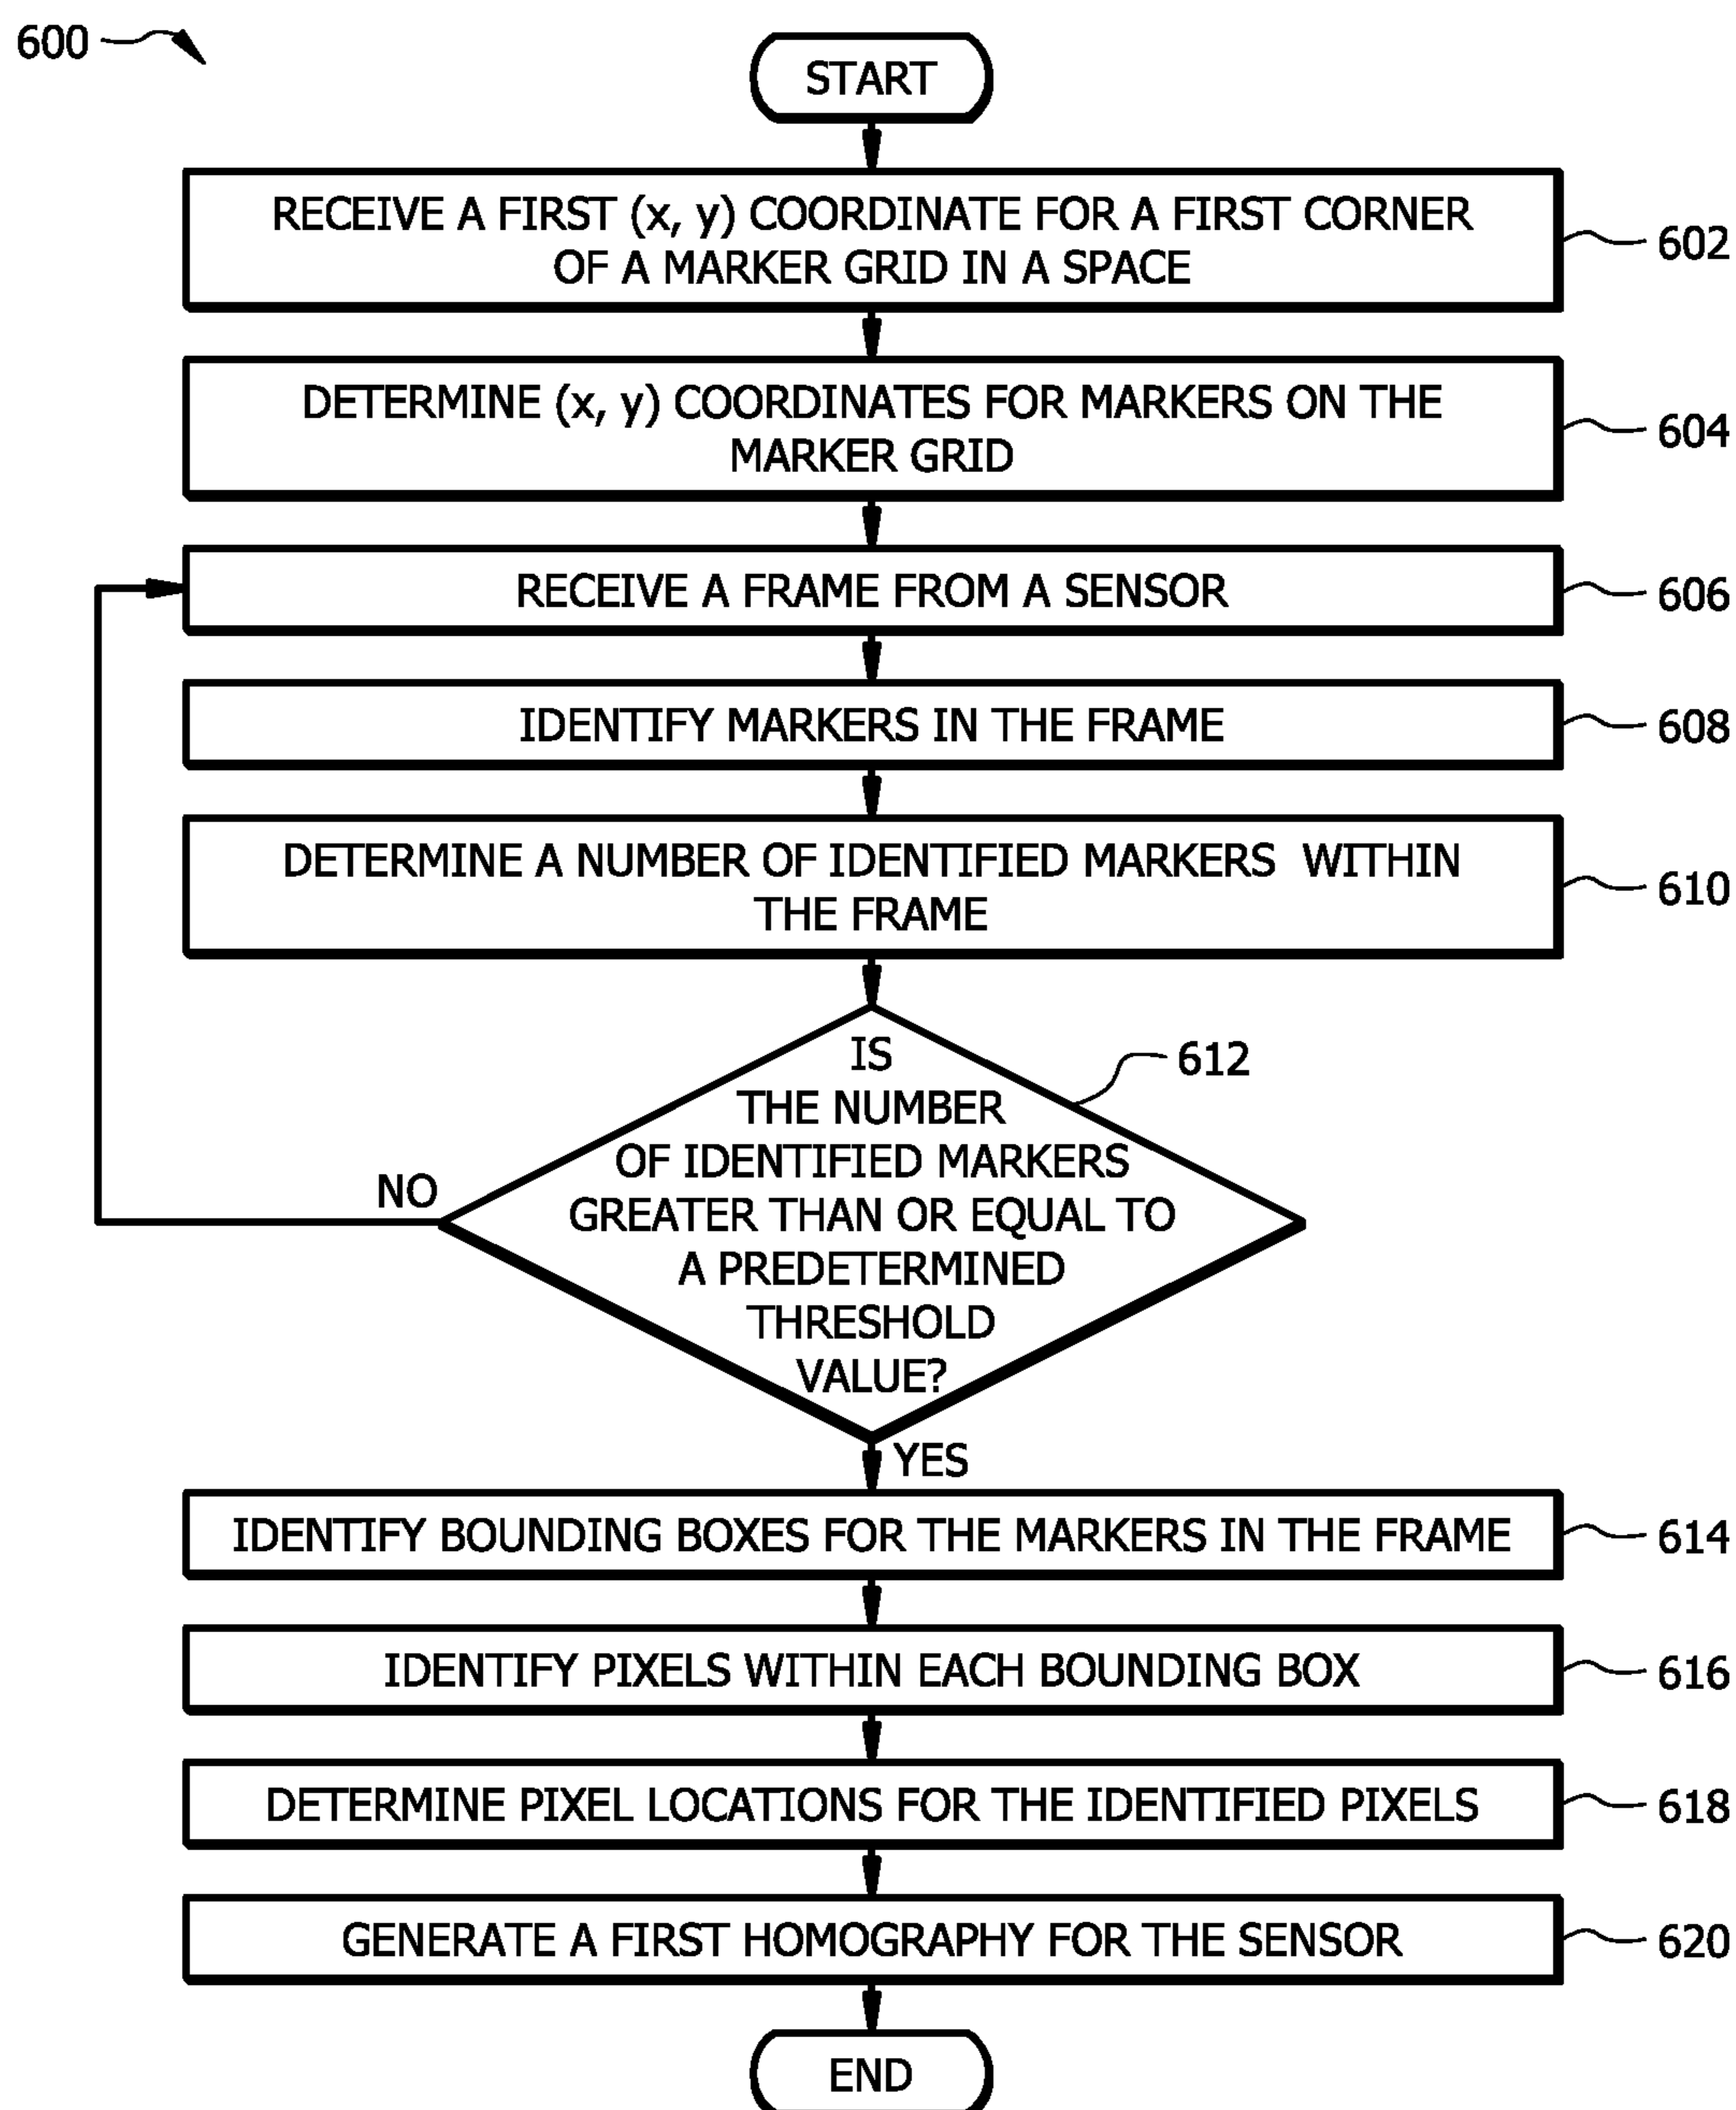 600
START
RECEIVE A FIRST (x, y) COORDINATE FOR A FIRST CORNER
OF A MARKER GRID IN A SPACE
602
DETERMINE (x, y) COORDINATES FOR MARKERS ON THE
MARKER GRID
604
RECEIVE A FRAME FROM A SENSOR
606
IDENTIFY MARKERS IN THE FRAME
608
DETERMINE A NUMBER OF IDENTIFIED MARKERS WITHIN
THE FRAME
610
IS
THE NUMBER
OF IDENTIFIED MARKERS
GREATER THAN OR EQUAL TO
A PREDETERMINED
THRESHOLD
VALUE?
612
NO
YES
IDENTIFY BOUNDING BOXES FOR THE MARKERS IN THE FRAME
614
IDENTIFY PIXELS WITHIN EACH BOUNDING BOX
616
DETERMINE PIXEL LOCATIONS FOR THE IDENTIFIED PIXELS
618
GENERATE A FIRST HOMOGRAPHY FOR THE SENSOR
620
END